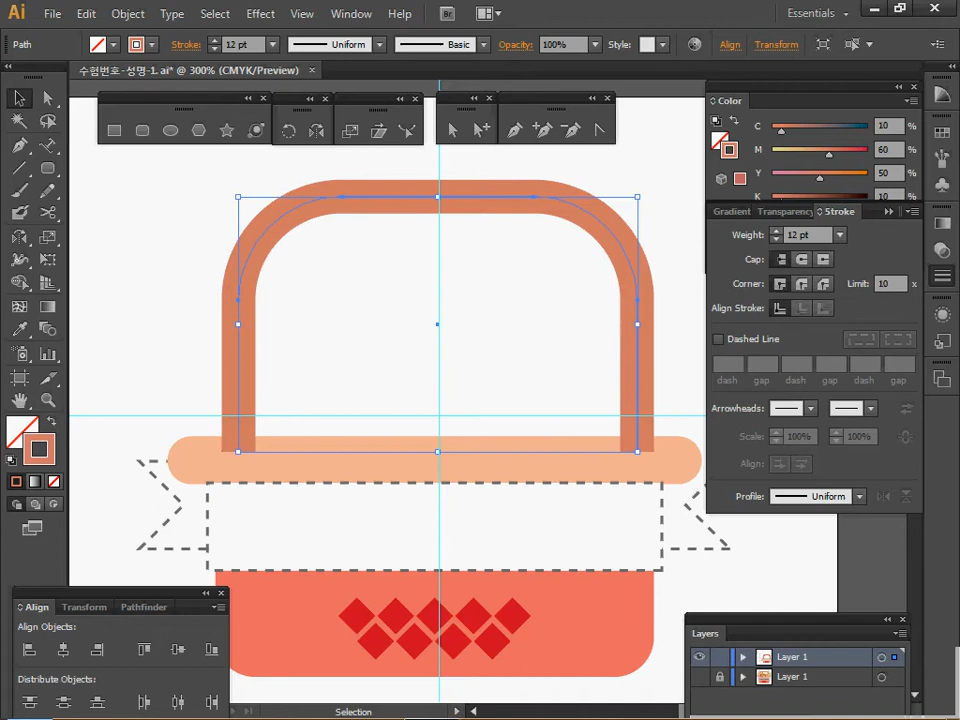 Ai File Edit Object Type Select Effect View Window Help Br Essentials
Path Stroke: 12 pt Uniform Basic Opacity: 100% Style: Align Transform
수험번호-성명-1.ai* @ 300% (CMYK/Preview)
Color
C 10 %
M 60 %
Y 50 %
K 10 %
Gradient Transparency Stroke
Weight: 12 pt
Cap:
Corner: Limit: 10 x
Align Stroke:
Dashed Line
dash gap dash gap dash gap
Arrowheads:
Scale: 100% 100%
Align:
Profile: Uniform
Align Transform Pathfinder
Align Objects:
Distribute Objects:
Layers
Layer 1
Layer 1
Selection